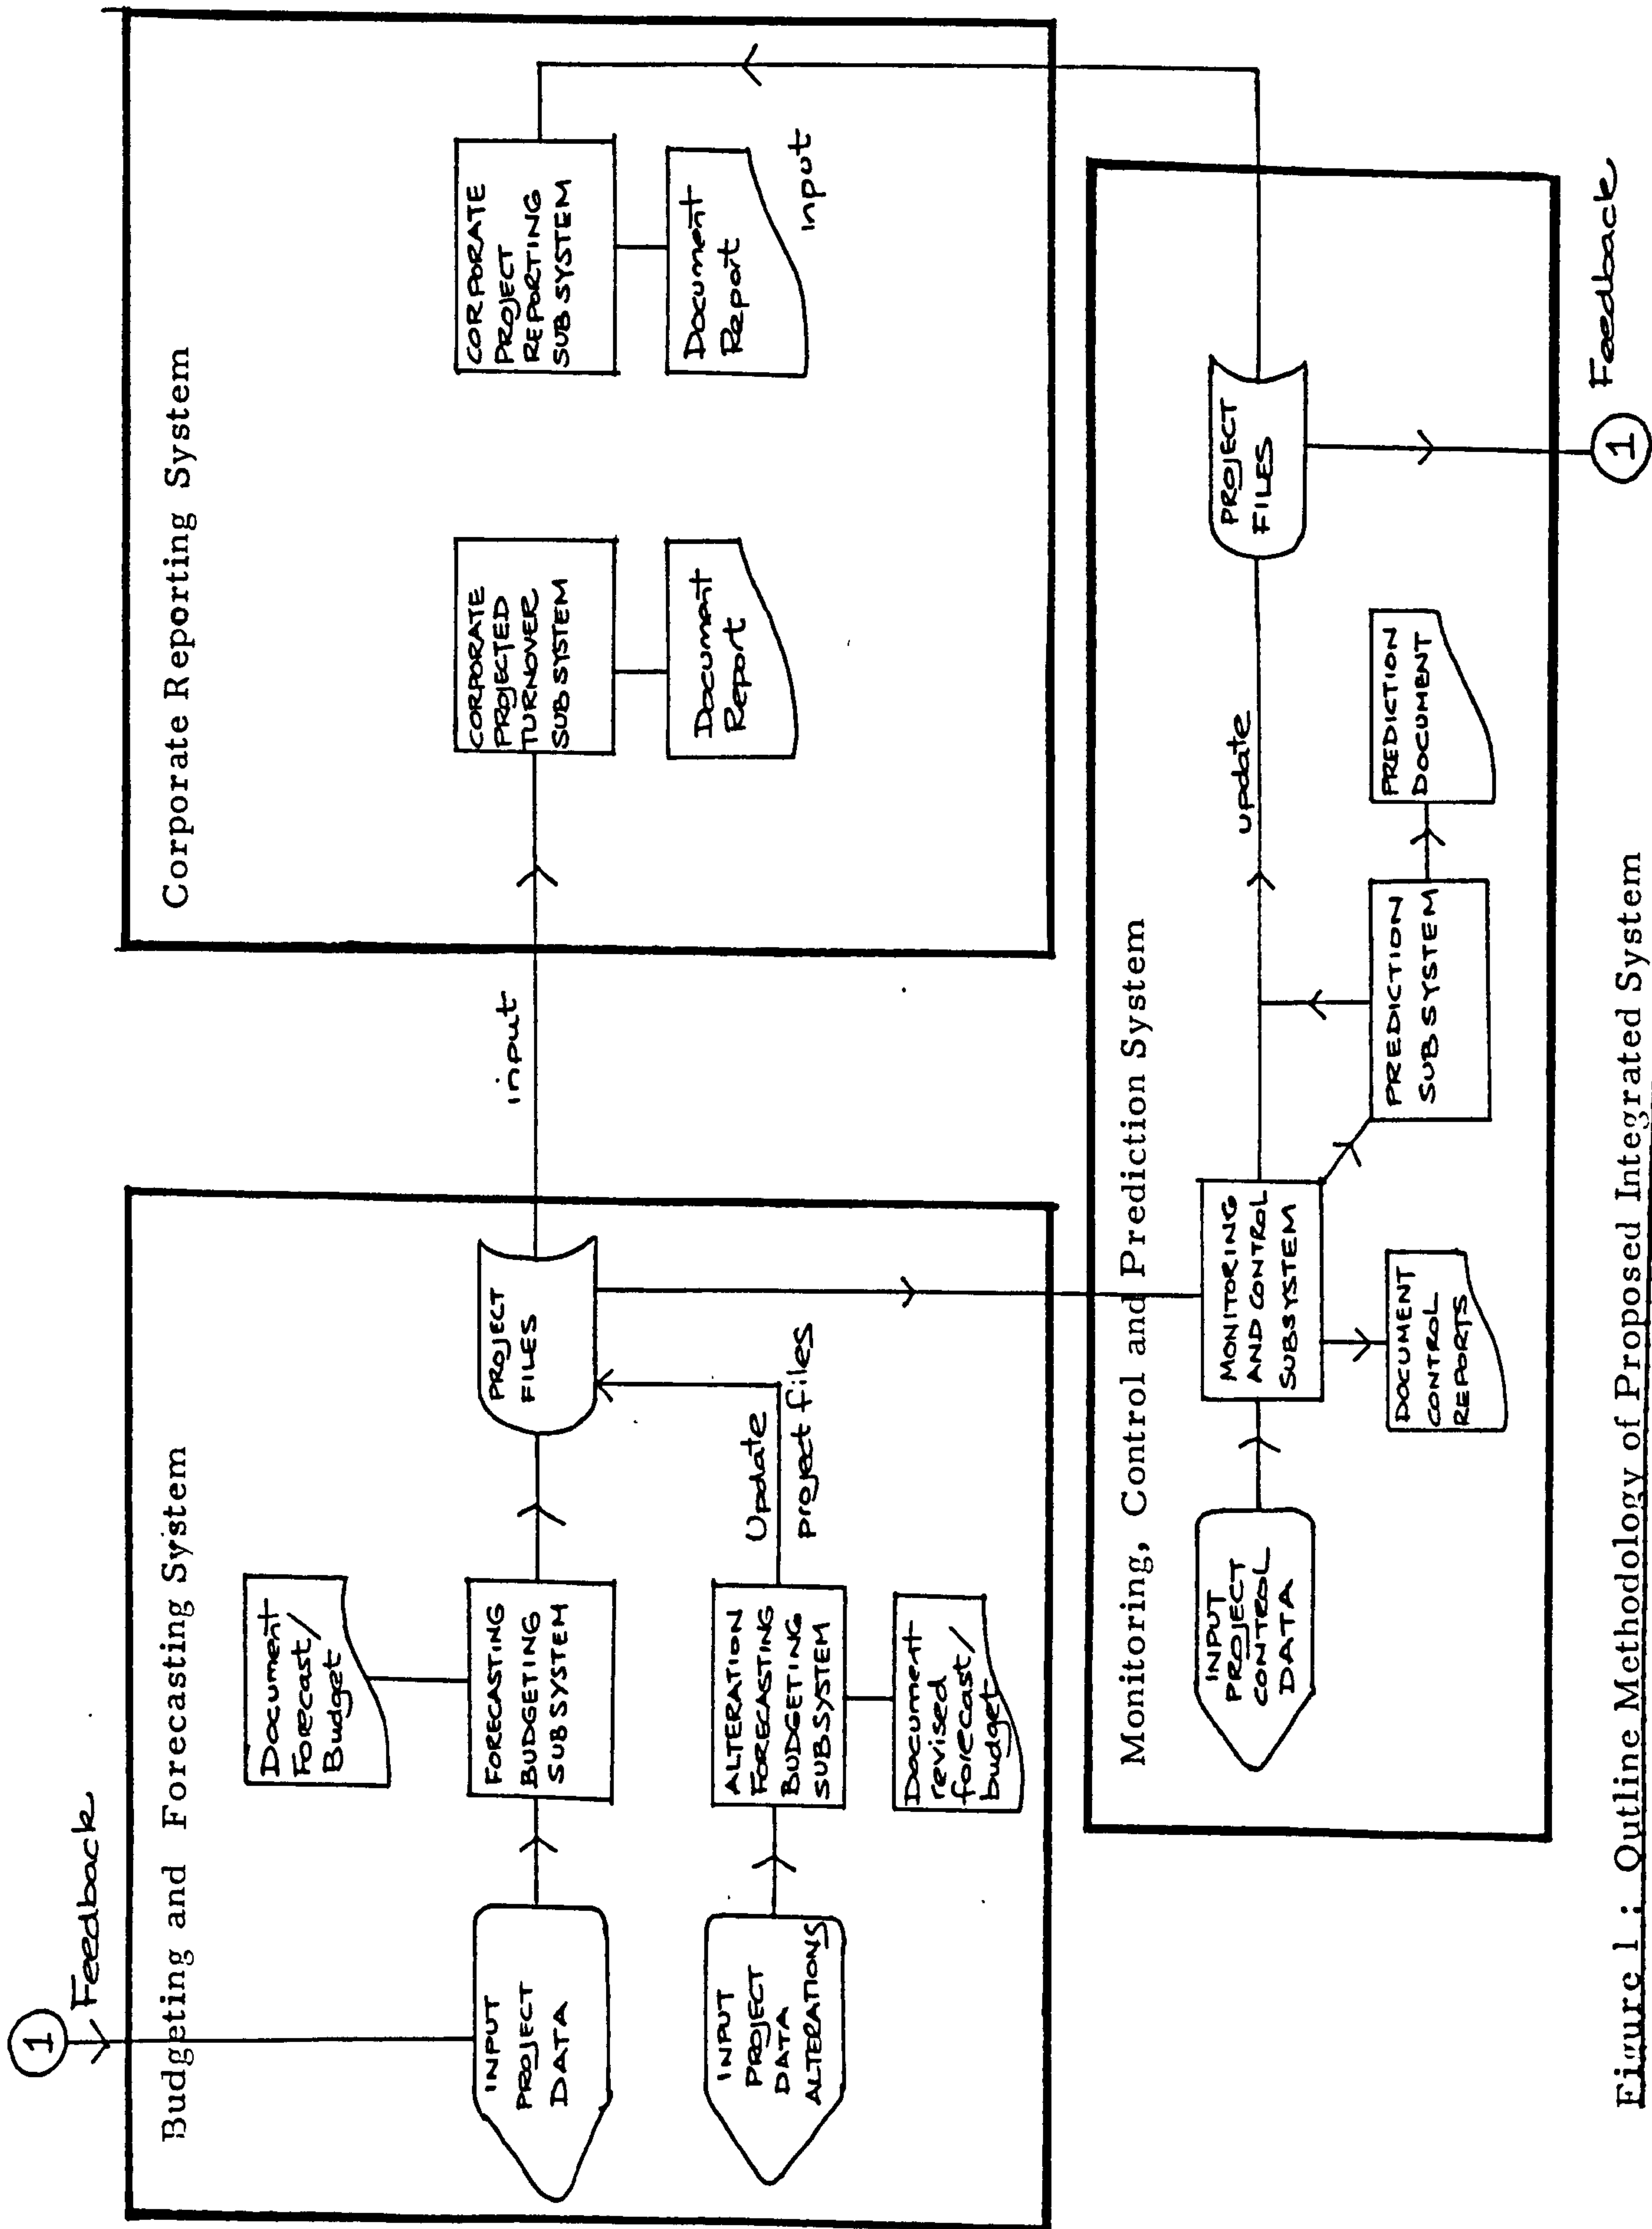 1
Feedback
Budgeting and Forecasting System
Document
Forecast/
Budget
INPUT
PROJECT
DATA
FORECASTING
BUDGETING
SUBSYSTEM
PROJECT
FILES
INPUT
PROJECT
DATA
ALTERATIONS
ALTERATION
FORECASTING
BUDGETING
SUBSYSTEM
Update
project files
Document
revised
forecast/
budget
input
Corporate Reporting System
CORPORATE
PROJECTED
TURNOVER
SUBSYSTEM
Document
Report
CORPORATE
PROJECT
REPORTING
SUBSYSTEM
Document
Report
input
Monitoring, Control and Prediction System
INPUT
PROJECT
CONTROL
DATA
MONITORING
AND CONTROL
SUBSYSTEM
DOCUMENT
CONTROL
REPORTS
update
PREDICTION
SUBSYSTEM
PREDICTION
DOCUMENT
PROJECT
FILES
1
Feedback
Figure 1 : Outline Methodology of Proposed Integrated System